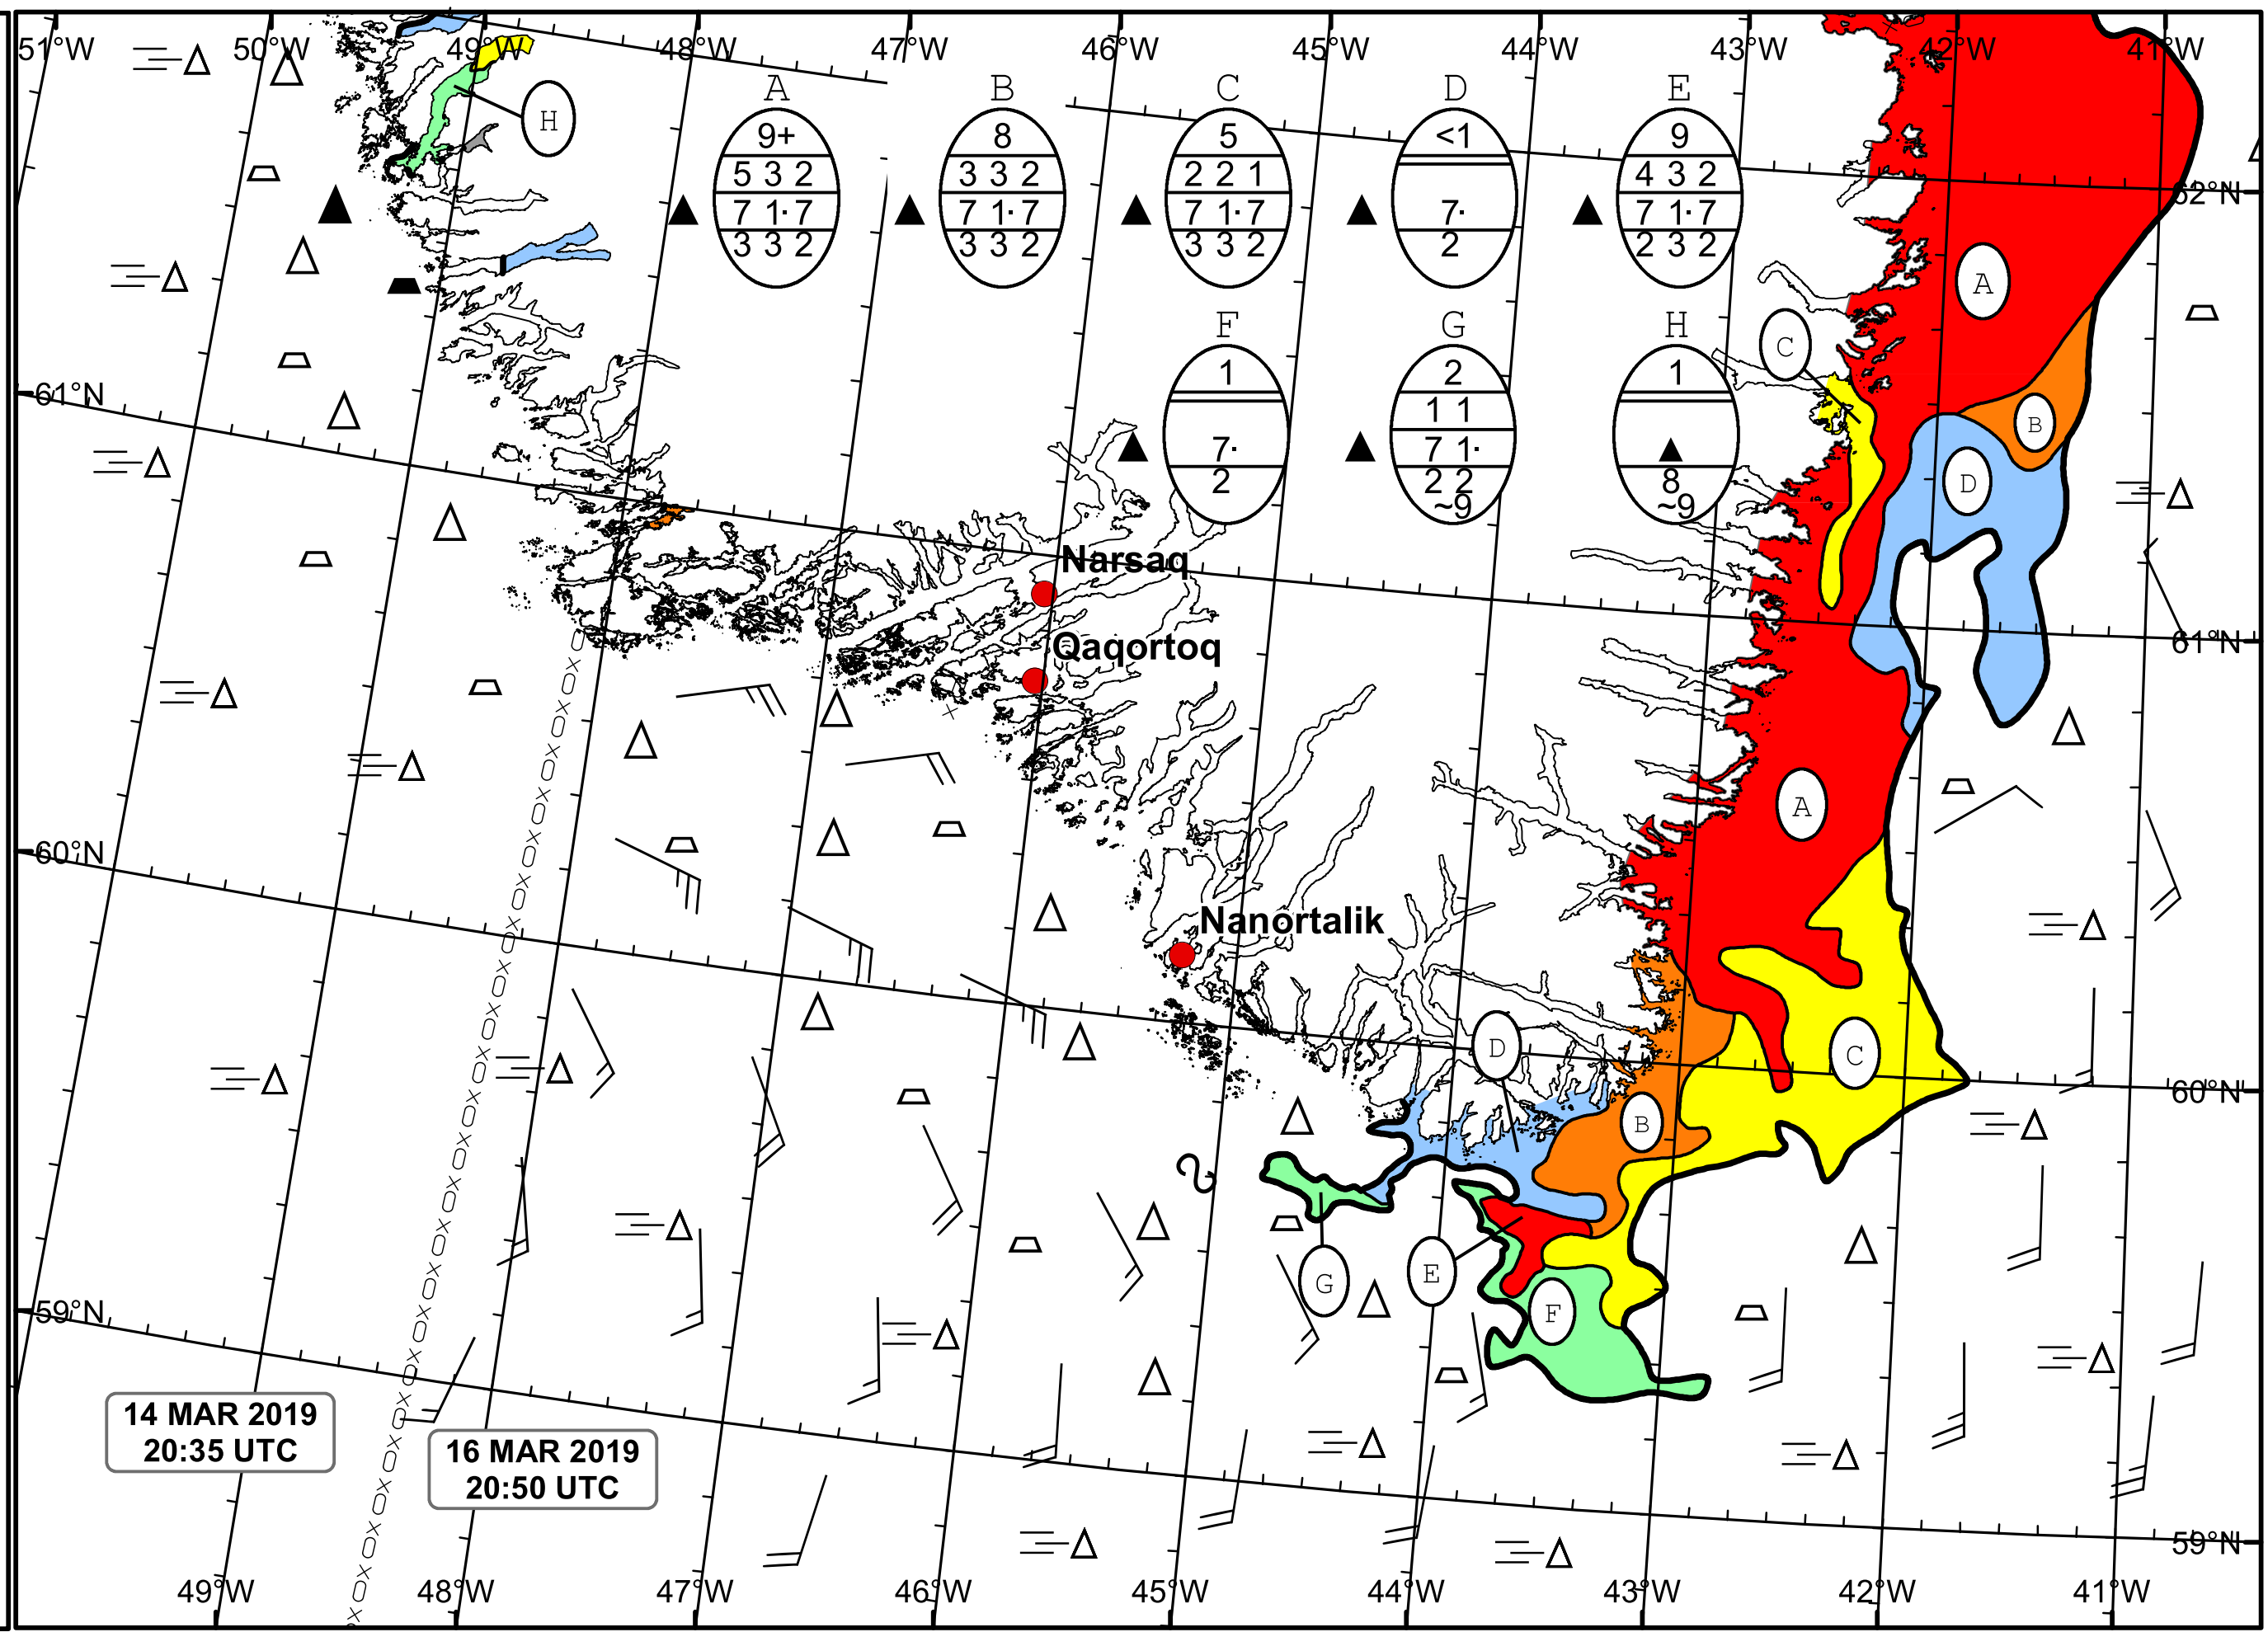 51°W 50°W 49°W 48°W 47°W 46°W 45°W 44°W 43°W 42°W 41°W
A B C D E
9+ 8 5 <1 9
5 3 2 3 3 2 2 2 1 4 3 2
7 1· 7 7 1· 7 7 1· 7 7· 7 1· 7
3 3 2 3 3 2 3 3 2 2 2 3 2
H
62°N
A
F G H
1 2 1
1 1
7· 7 1·
2 2 2 8
~9 ~9
C
B
D
61°N
Narsaq
61°N
Qaqortoq
A
60°N
Nanortalik
D
C
60°N
B
G
E
F
59°N
14 MAR 2019
20:35 UTC
16 MAR 2019
20:50 UTC
59°N
49°W 48°W 47°W 46°W 45°W 44°W 43°W 42°W 41°W